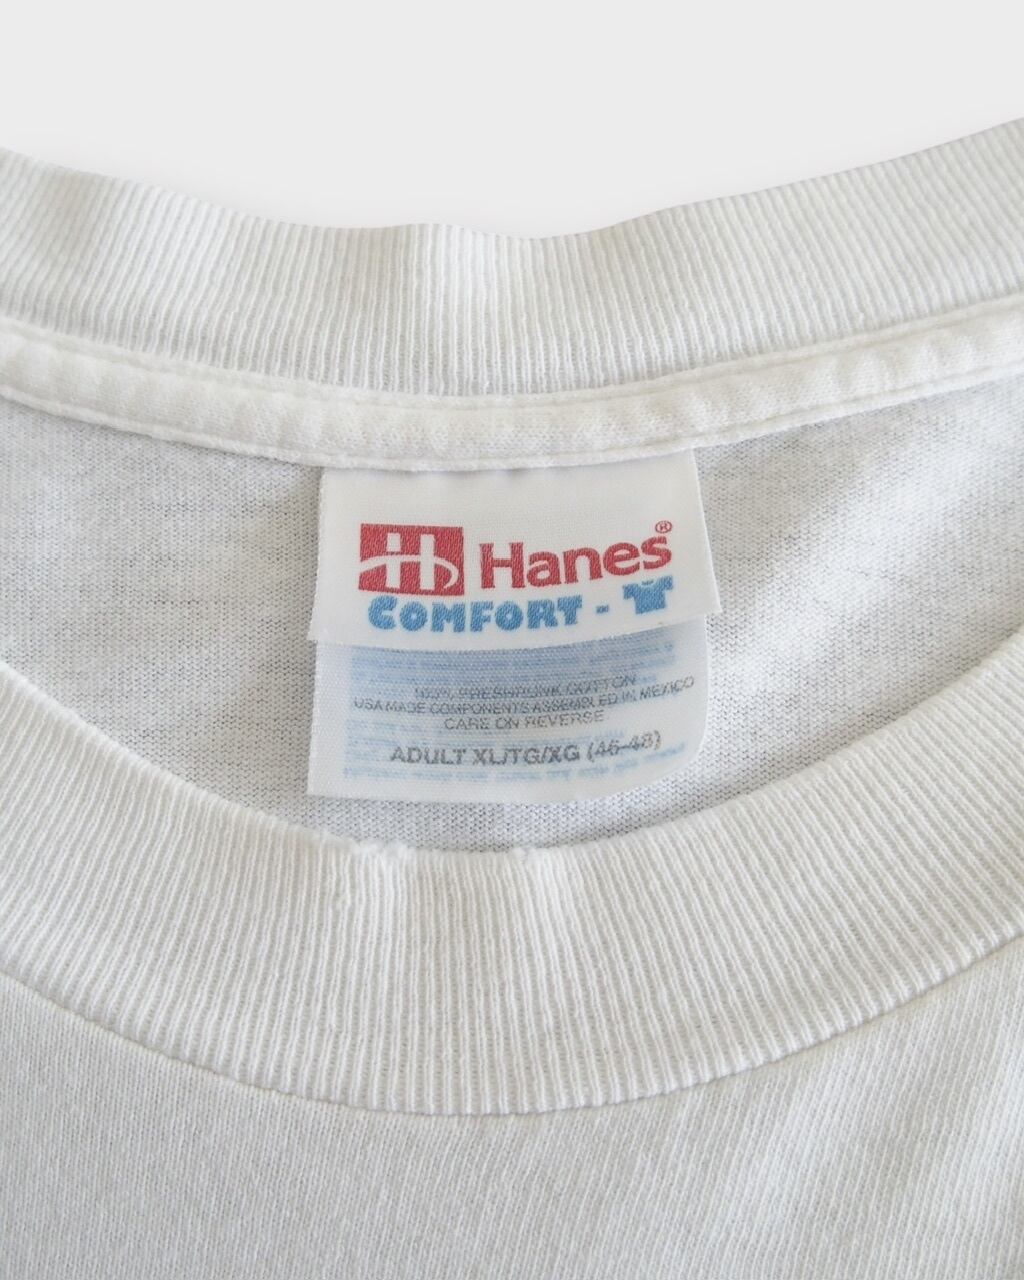 H Hanes®
COMFORT -
100% PRESHRUNK COTTON
USA MADE COMPONENTS ASSEMBLED IN MEXICO
CARE ON REVERSE
ADULT XL/TG/XG (46-48)